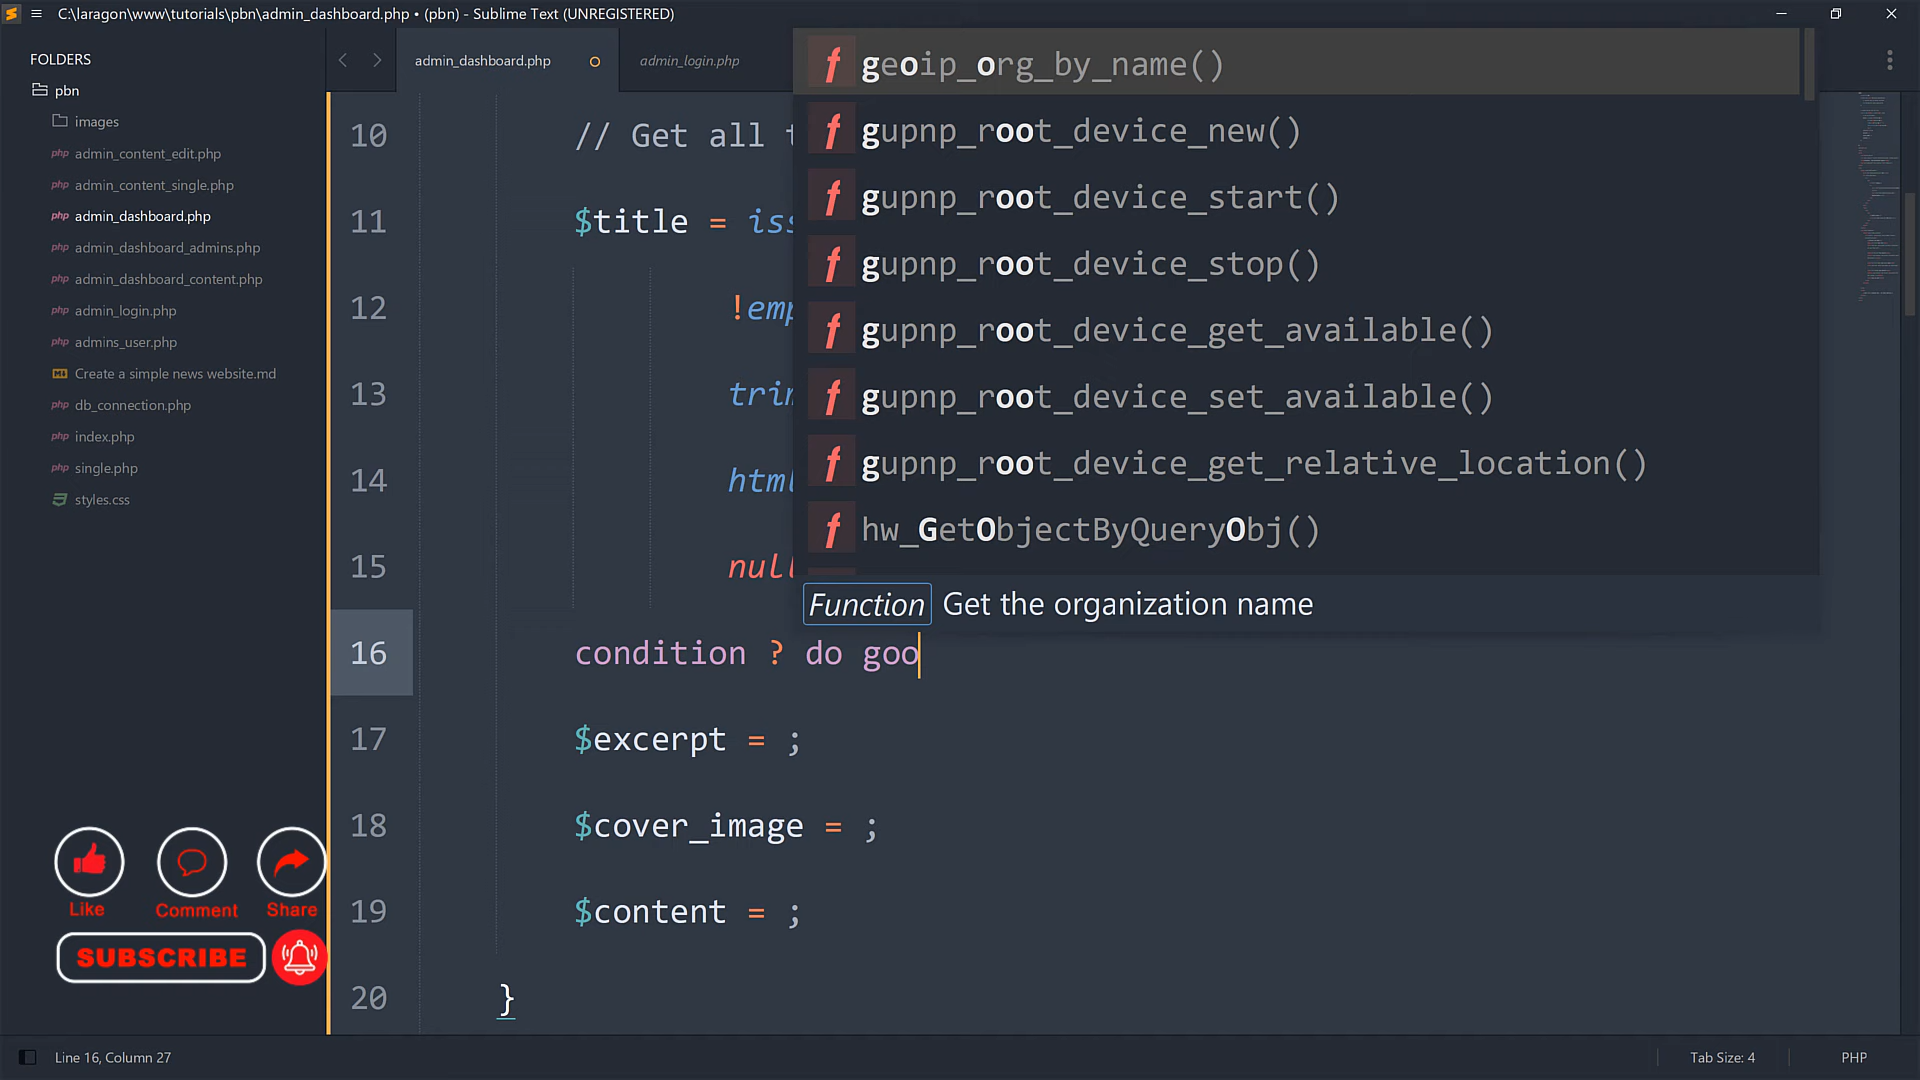 C:\laragon\www\tutorials\pbn\admin_dashboard.php • (pbn) - Sublime Text (UNREGISTERED)
FOLDERS
pbn
images
php admin_content_edit.php
php admin_content_single.php
php admin_dashboard.php
php admin_dashboard_admins.php
php admin_dashboard_content.php
php admin_login.php
php admins_user.php
Create a simple news website.md
php db_connection.php
php index.php
php single.php
styles.css
Like
Comment
Share
SUBSCRIBE
admin_dashboard.php
admin_login.php
10 // Get all t
11 $title = iss
12 !emp
13 trim
14 html
15 null
16 condition ? do goo
17 $excerpt = ;
18 $cover_image = ;
19 $content = ;
20 }
f geoip_org_by_name()
f gupnp_root_device_new()
f gupnp_root_device_start()
f gupnp_root_device_stop()
f gupnp_root_device_get_available()
f gupnp_root_device_set_available()
f gupnp_root_device_get_relative_location()
f hw_GetObjectByQueryObj()
Function Get the organization name
Line 16, Column 27
Tab Size: 4
PHP